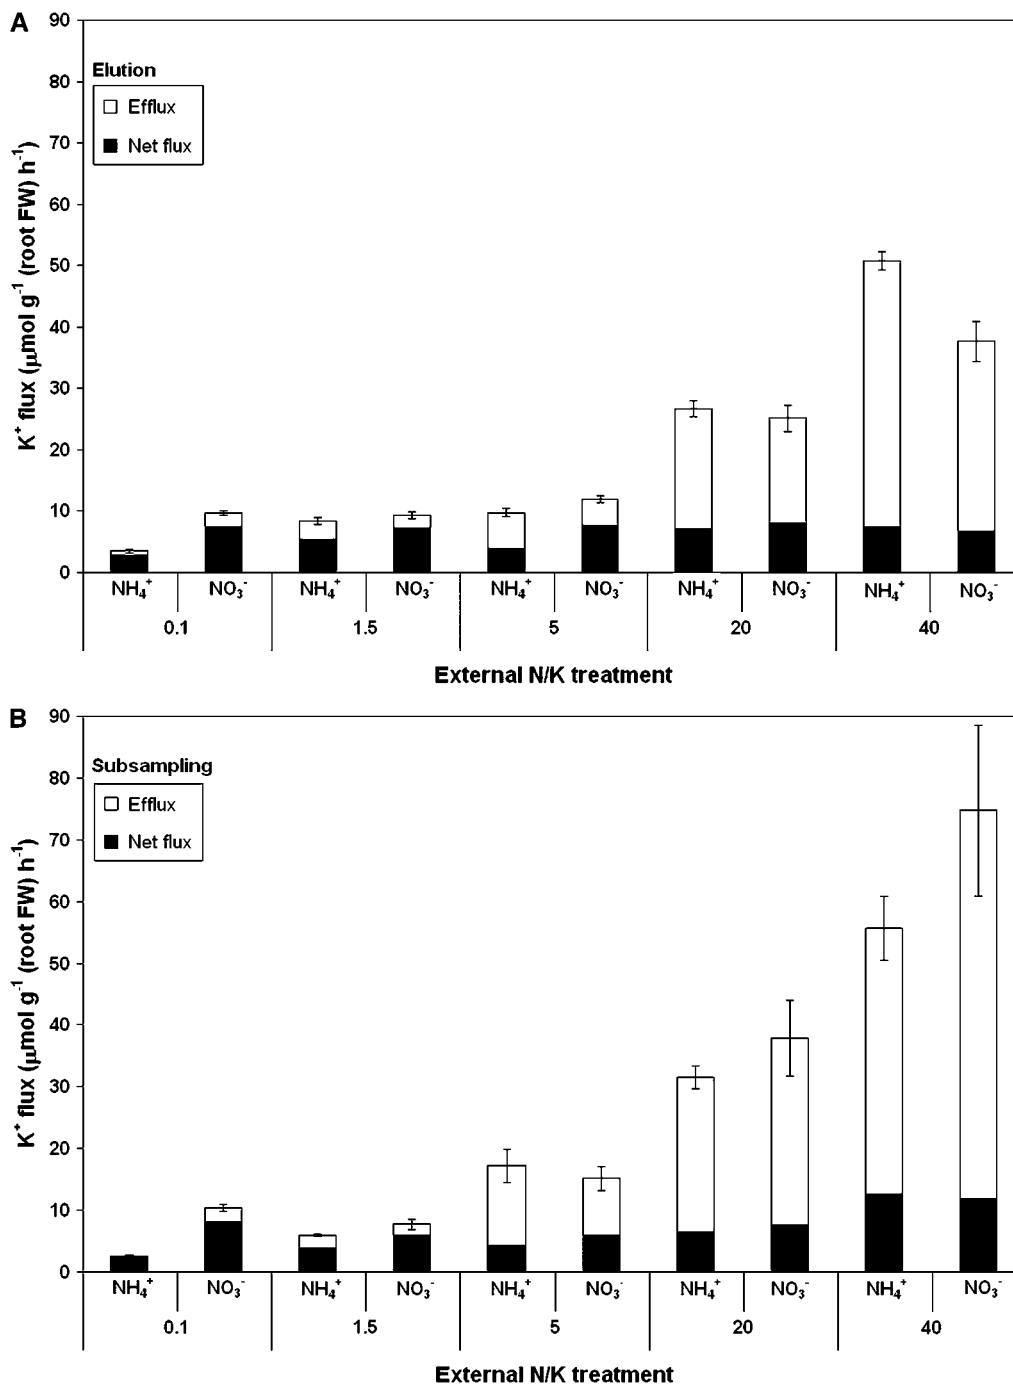 A
Elution
Efflux
Net flux
K⁺ flux (μmol g⁻¹ (root FW) h⁻¹)
90
80
70
60
50
40
30
20
10
0
NH₄⁺ NO₃⁻ NH₄⁺ NO₃⁻ NH₄⁺ NO₃⁻ NH₄⁺ NO₃⁻ NH₄⁺ NO₃⁻
0.1 1.5 5 20 40
External N/K treatment
B
Subsampling
Efflux
Net flux
K⁺ flux (μmol g⁻¹ (root FW) h⁻¹)
90
80
70
60
50
40
30
20
10
0
NH₄⁺ NO₃⁻ NH₄⁺ NO₃⁻ NH₄⁺ NO₃⁻ NH₄⁺ NO₃⁻ NH₄⁺ NO₃⁻
0.1 1.5 5 20 40
External N/K treatment